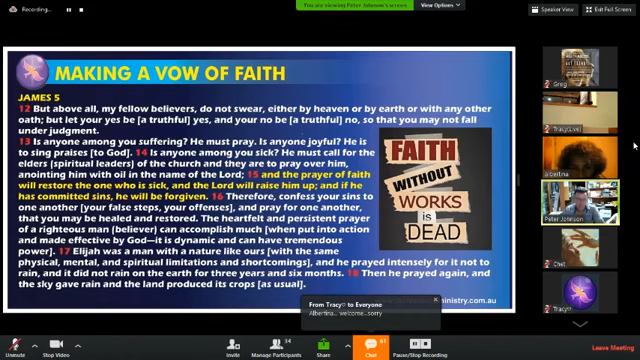 Recording...
You are viewing Peter Johnson's screen
View Options
Speaker View
Exit Full Screen
MAKING A VOW OF FAITH
JAMES 5
12 But above all, my fellow believers, do not swear, either by heaven or by earth or with any other
oath; but let your yes be [a truthful] yes, and your no be [a truthful] no, so that you may not fall
under judgment.
13 Is anyone among you suffering? He must pray. Is anyone joyful? He is
to sing praises [to God]. 14 Is anyone among you sick? He must call for the
elders [spiritual leaders] of the church and they are to pray over him,
anointing him with oil in the name of the Lord; 15 and the prayer of faith
will restore the one who is sick, and the Lord will raise him up; and if he
has committed sins, he will be forgiven. 16 Therefore, confess your sins to
one another [your false steps, your offenses], and pray for one another,
that you may be healed and restored. The heartfelt and persistent prayer
of a righteous man (believer) can accomplish much [when put into action
and made effective by God—it is dynamic and can have tremendous
power]. 17 Elijah was a man with a nature like ours [with the same
physical, mental, and spiritual limitations and shortcomings], and he prayed intensely for it not to
rain, and it did not rain on the earth for three years and six months. 18 Then he prayed again, and
the sky gave rain and the land produced its crops [as usual].
FAITH
WITHOUT
WORKS
is
DEAD
ministry.com.au
Greg
Tracy(Live)
albertina
Peter Johnson
Chet
Tracy
From Tracy to Everyone
Albertina... welcome...sorry
Unmute
Stop Video
Invite
34
Manage Participants
Share
61
Chat
Pause/Stop Recording
Leave Meeting